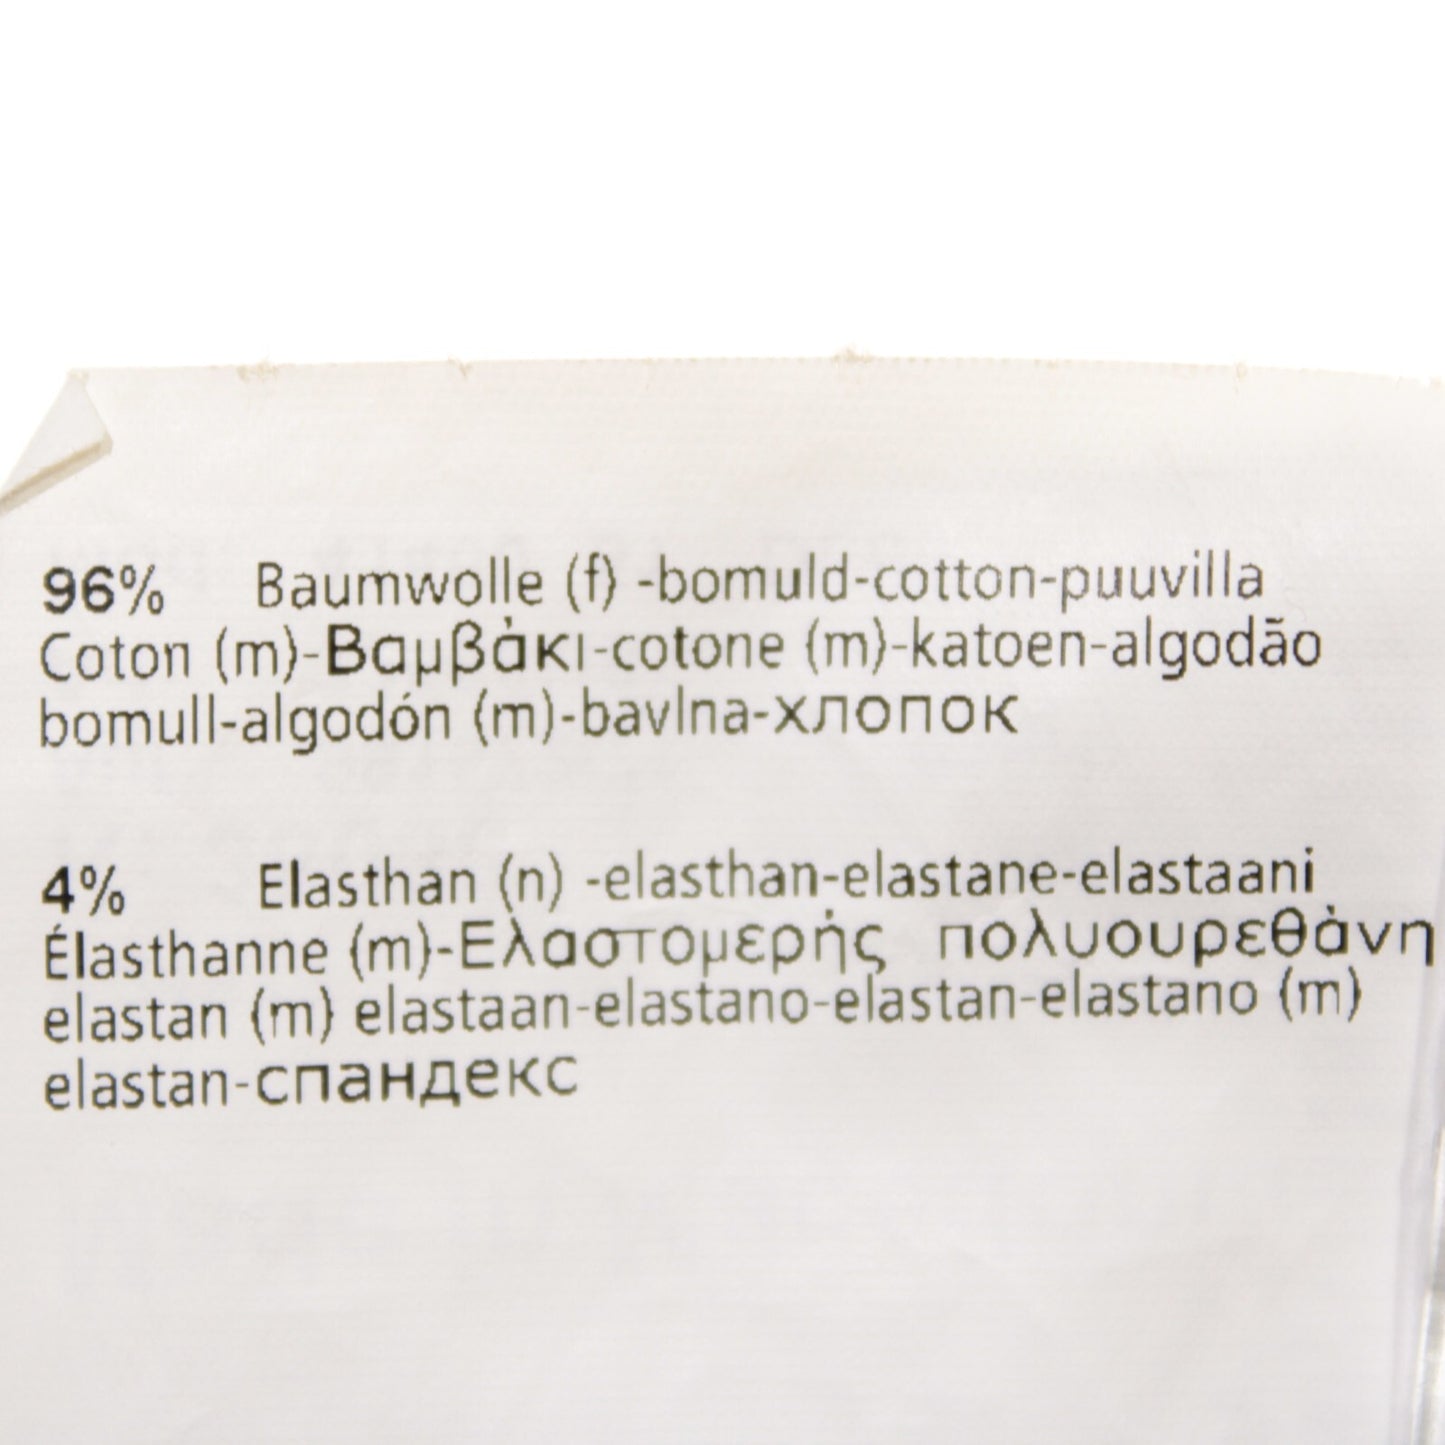 96% Baumwolle (f) -bomuld-cotton-puuvilla
Coton (m)-Βαμβάκι-cotone (m)-katoen-algodão
bomull-algodón (m)-bavlna-хлопок
4% Elasthan (n) -elasthan-elastane-elastaani
Élasthanne (m)-Ελαστομερής πολυουρεθάνη
elastan (m) elastaan-elastano-elastan-elastano (m)
elastan-спандекс